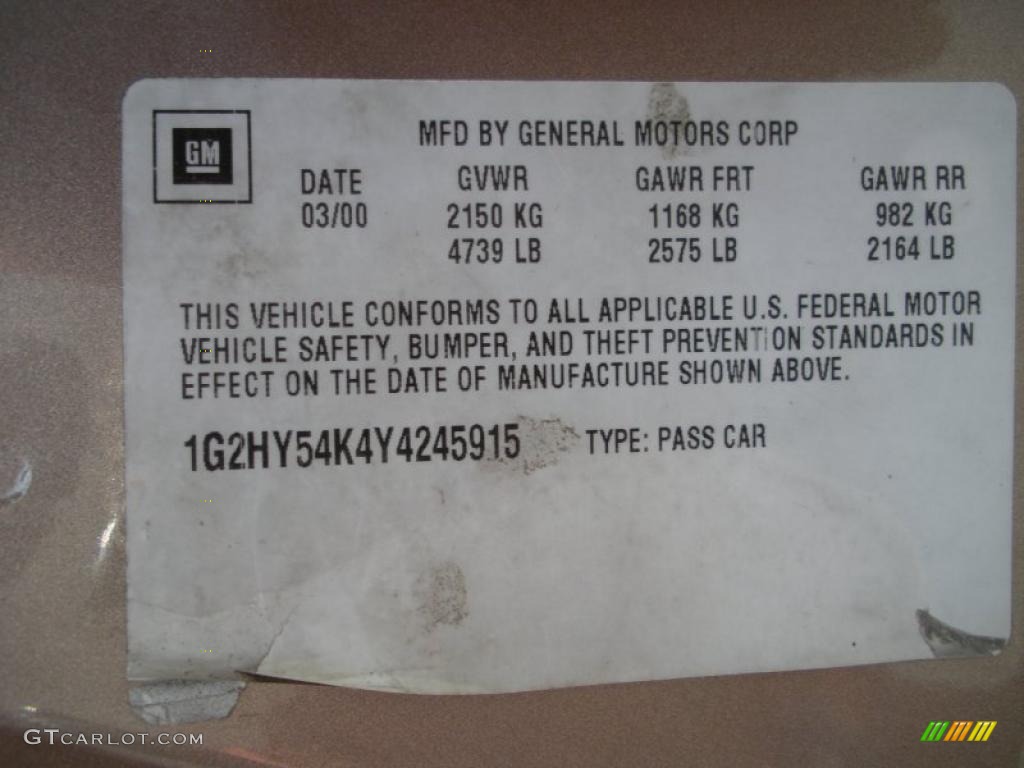 GM
MFD BY GENERAL MOTORS CORP
DATE GVWR GAWR FRT GAWR RR
03/00 2150 KG 1168 KG 982 KG
4739 LB 2575 LB 2164 LB
THIS VEHICLE CONFORMS TO ALL APPLICABLE U.S. FEDERAL MOTOR
VEHICLE SAFETY, BUMPER, AND THEFT PREVENTION STANDARDS IN
EFFECT ON THE DATE OF MANUFACTURE SHOWN ABOVE.
1G2HY54K4Y4245915 TYPE: PASS CAR
GTCARLOT.COM